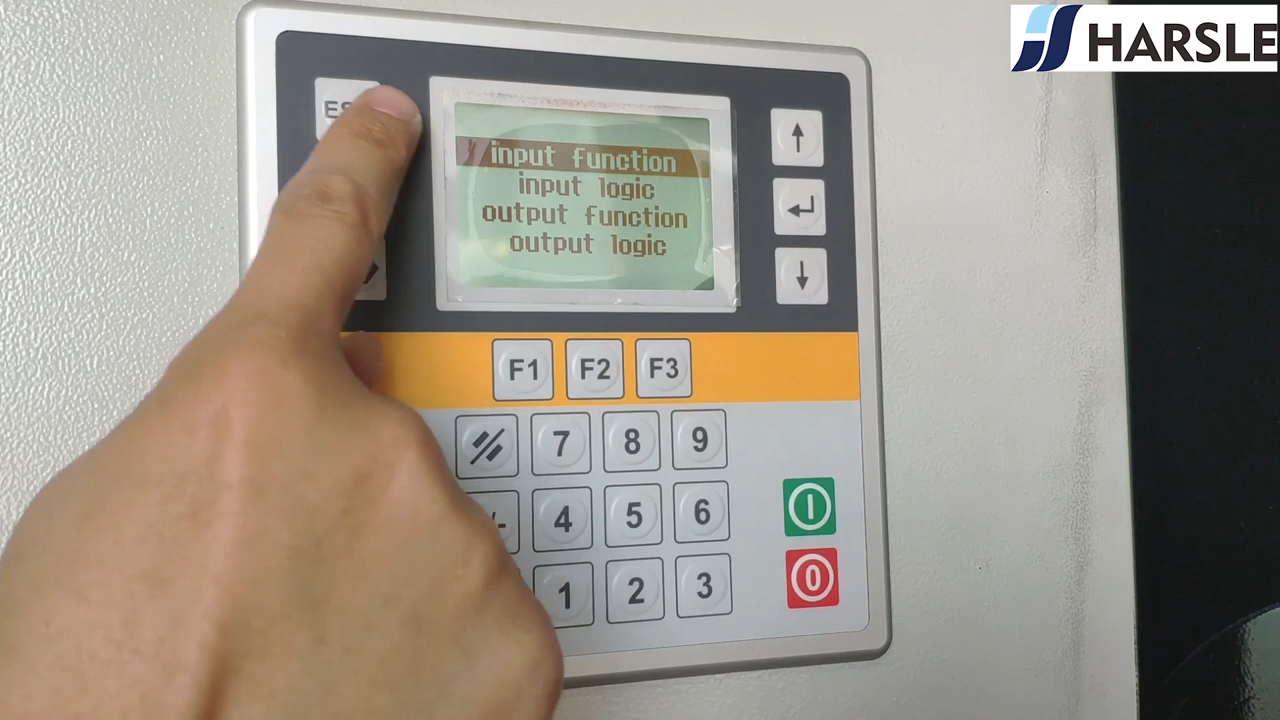 HARSLE
ES
input function
input logic
output function
output logic
F1 F2 F3
7 8 9
4 5 6
1 2 3